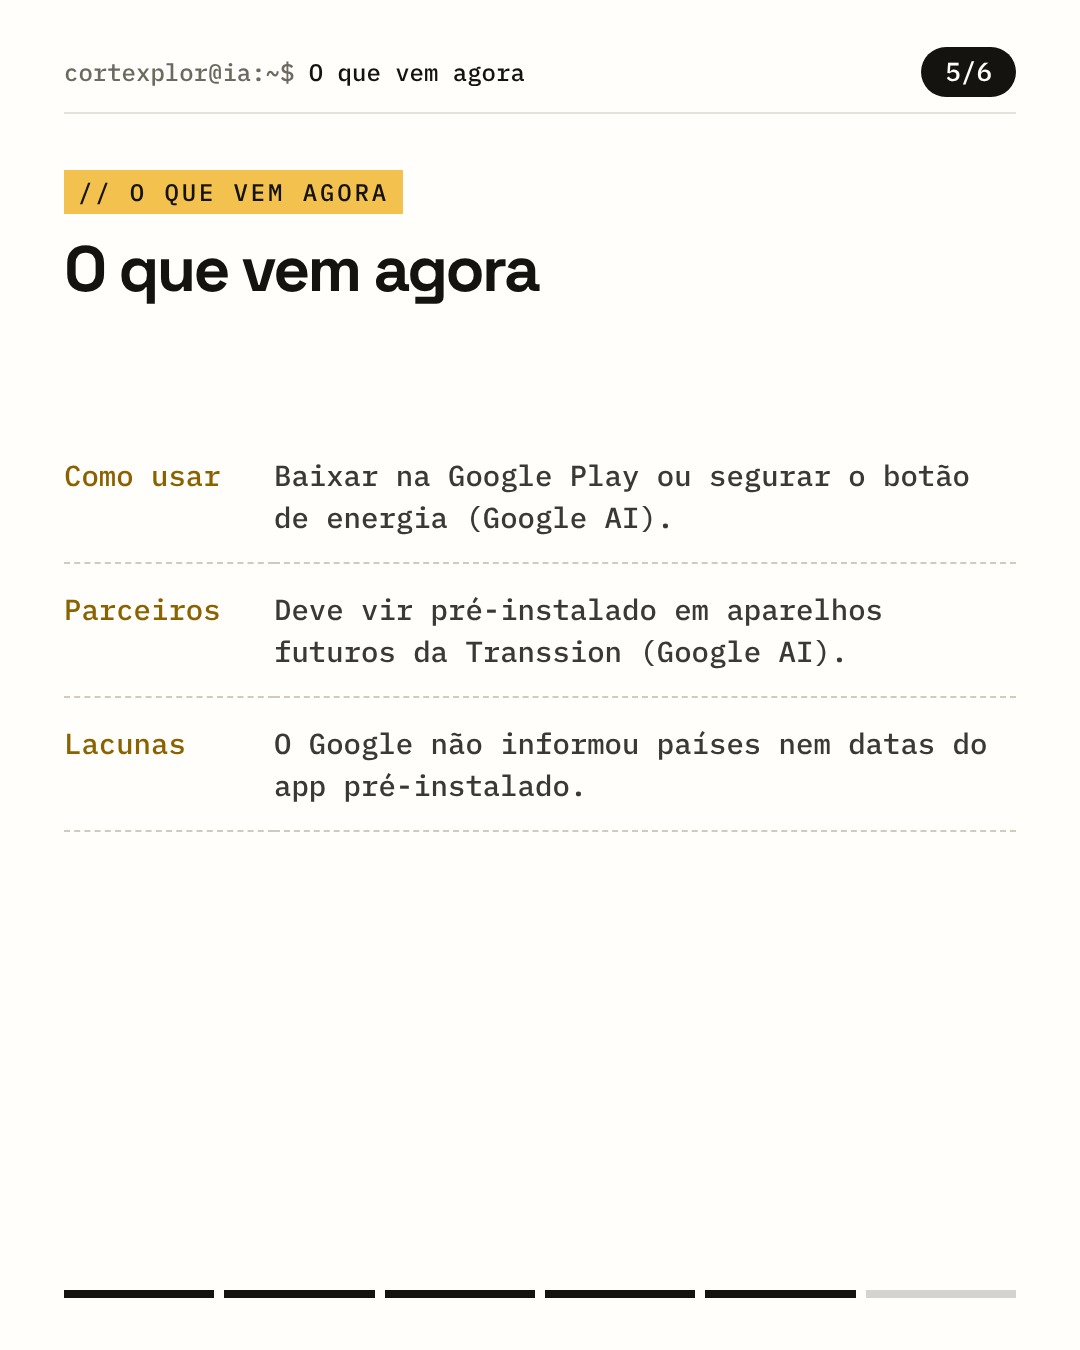 cortexplor@ia:~$ O que vem agora
5/6
// O QUE VEM AGORA
O que vem agora
Como usar
Baixar na Google Play ou segurar o botão
de energia (Google AI).
Parceiros
Deve vir pré-instalado em aparelhos
futuros da Transsion (Google AI).
Lacunas
O Google não informou países nem datas do
app pré-instalado.